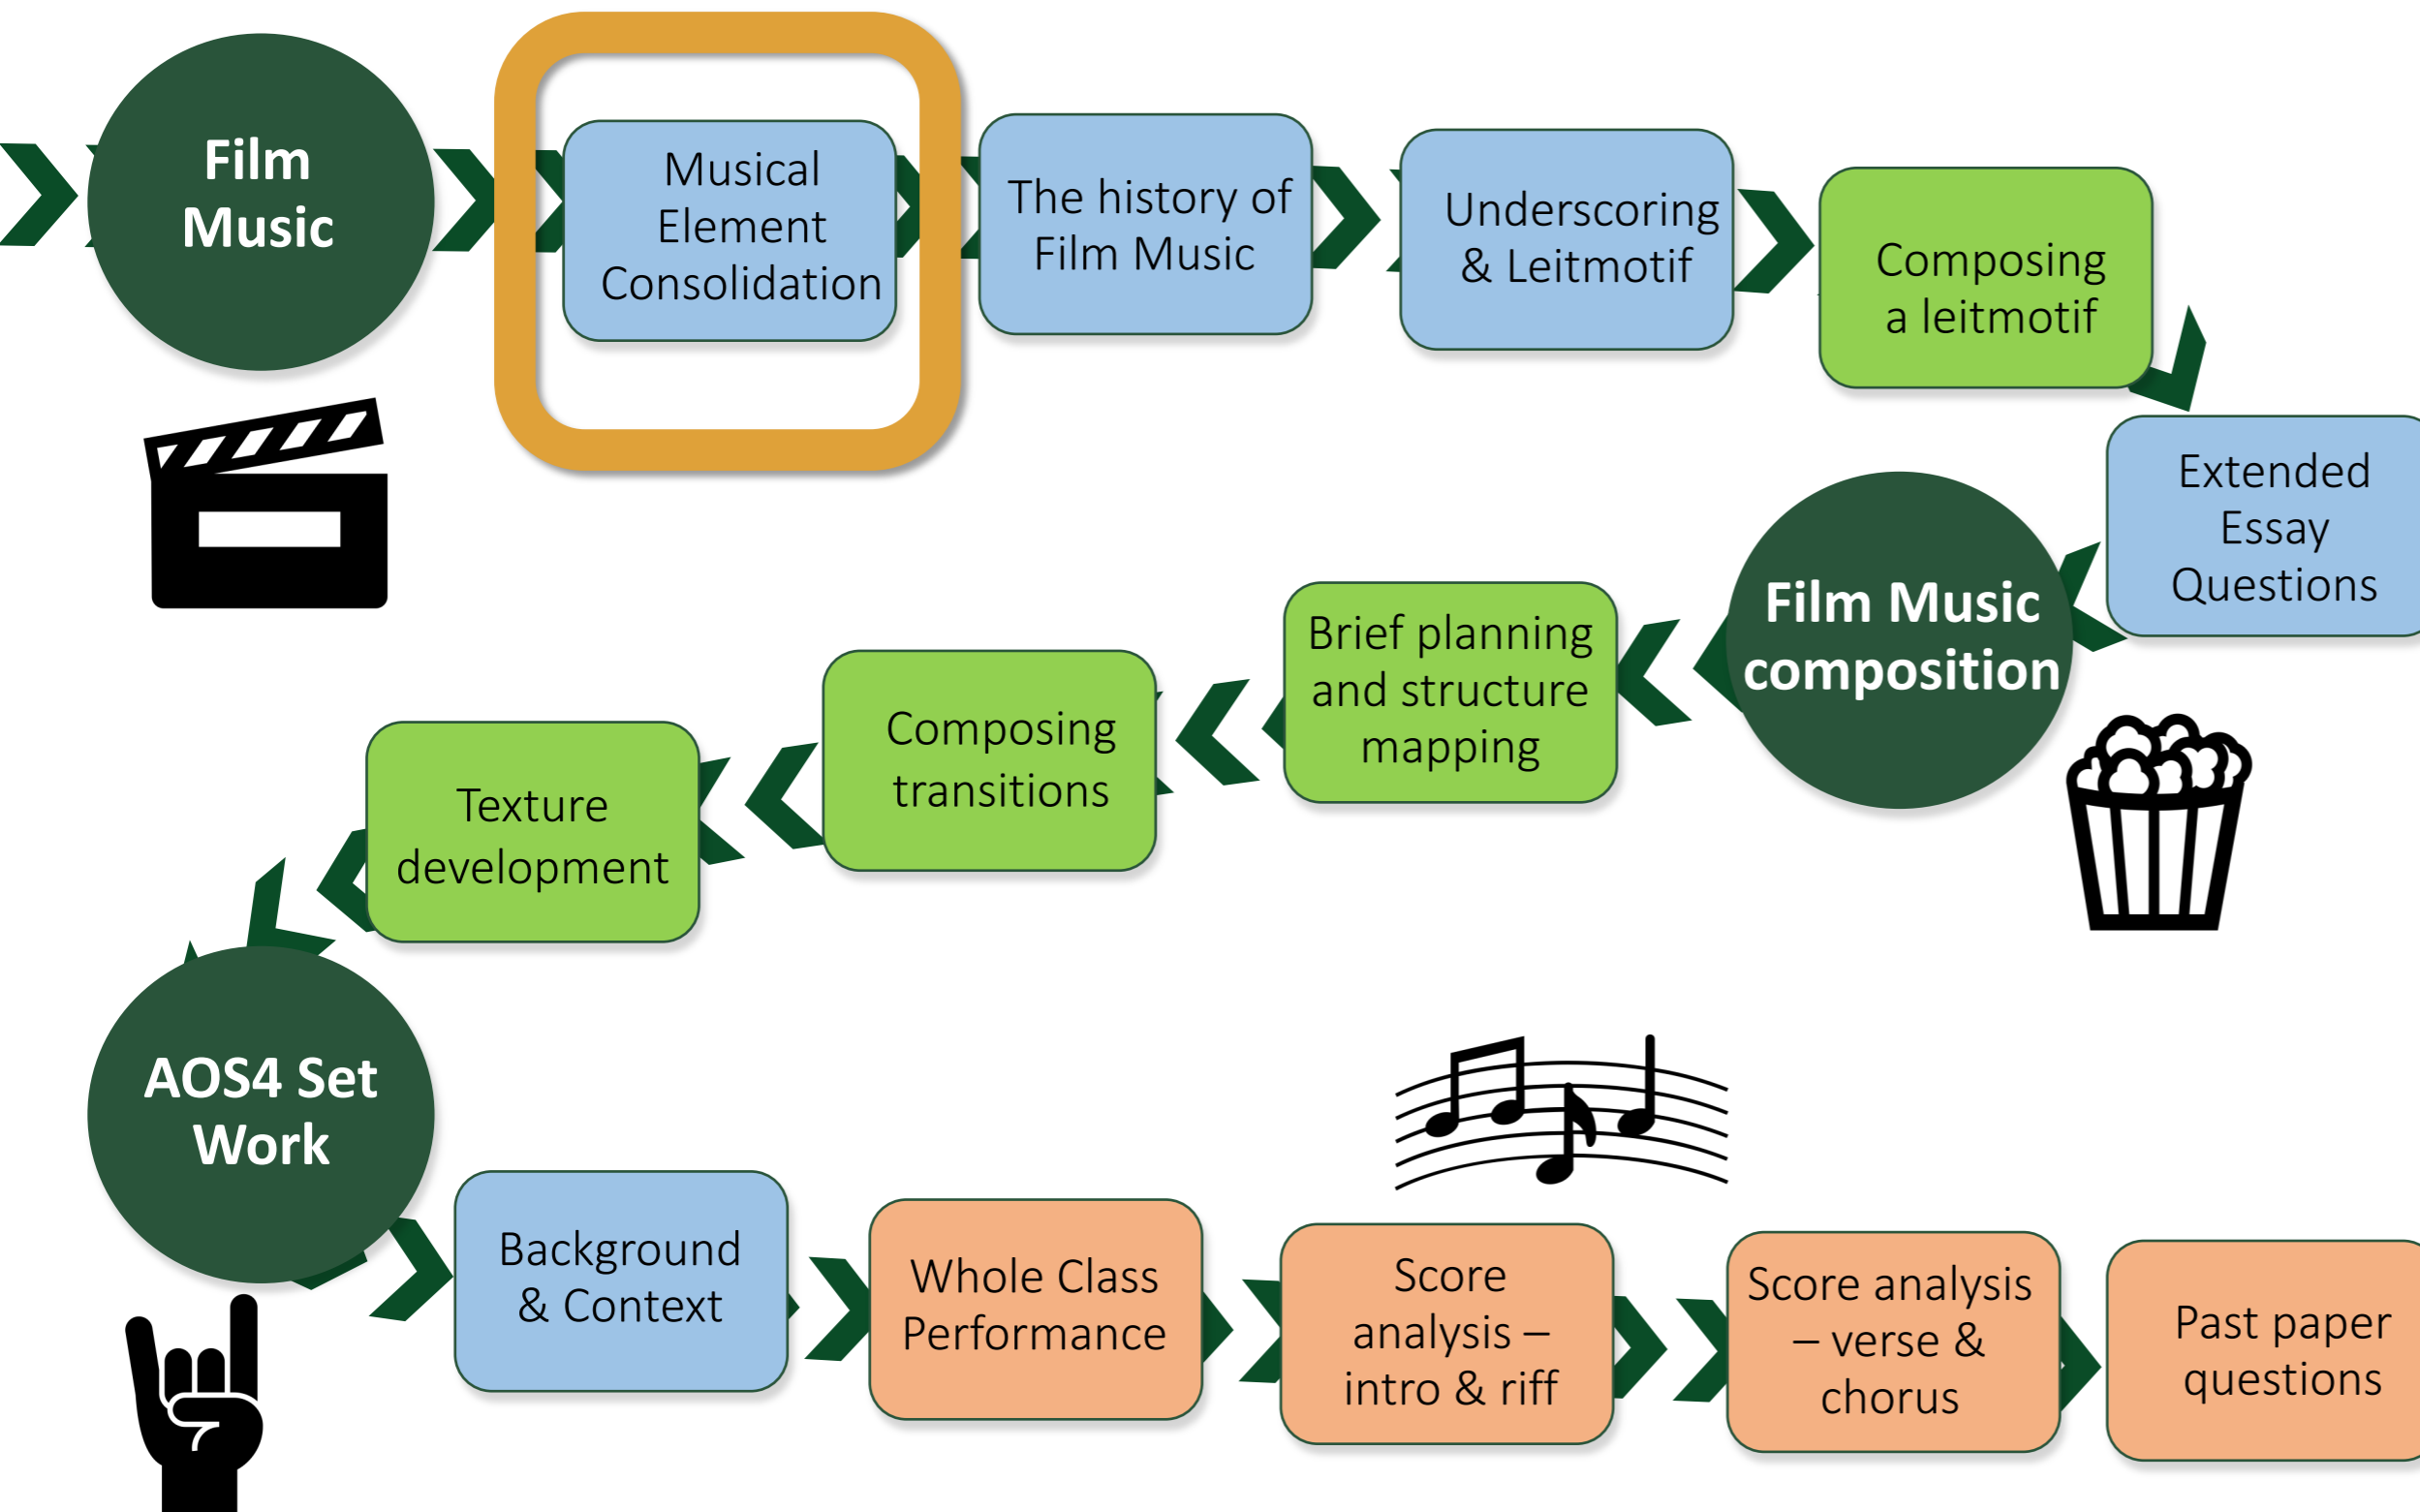 Film
Music
Musical
Element
Consolidation
The history of
Film Music
Underscoring
& Leitmotif
Composing
a leitmotif
Extended
Essay
Questions
Film Music
composition
Brief planning
and structure
mapping
Composing
transitions
Texture
development
AOS4 Set
Work
Background
& Context
Whole Class
Performance
Score
analysis –
intro & riff
Score analysis
– verse &
chorus
Past paper
questions